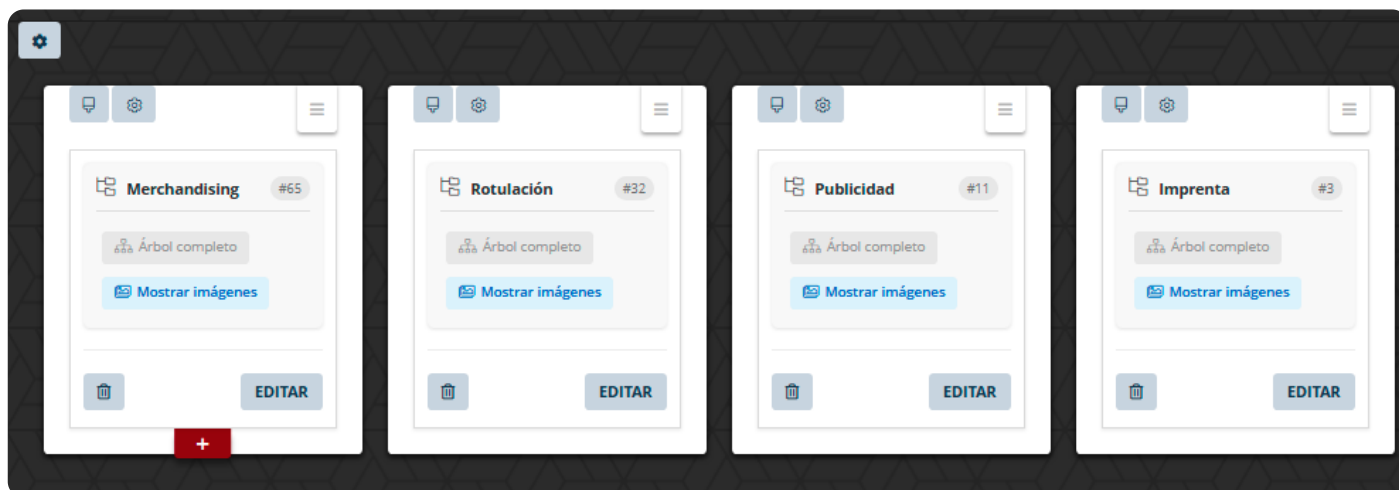 Merchandising #65
Árbol completo
Mostrar imágenes
EDITAR
+
Rotulación #32
Árbol completo
Mostrar imágenes
EDITAR
Publicidad #11
Árbol completo
Mostrar imágenes
EDITAR
Imprenta #3
Árbol completo
Mostrar imágenes
EDITAR